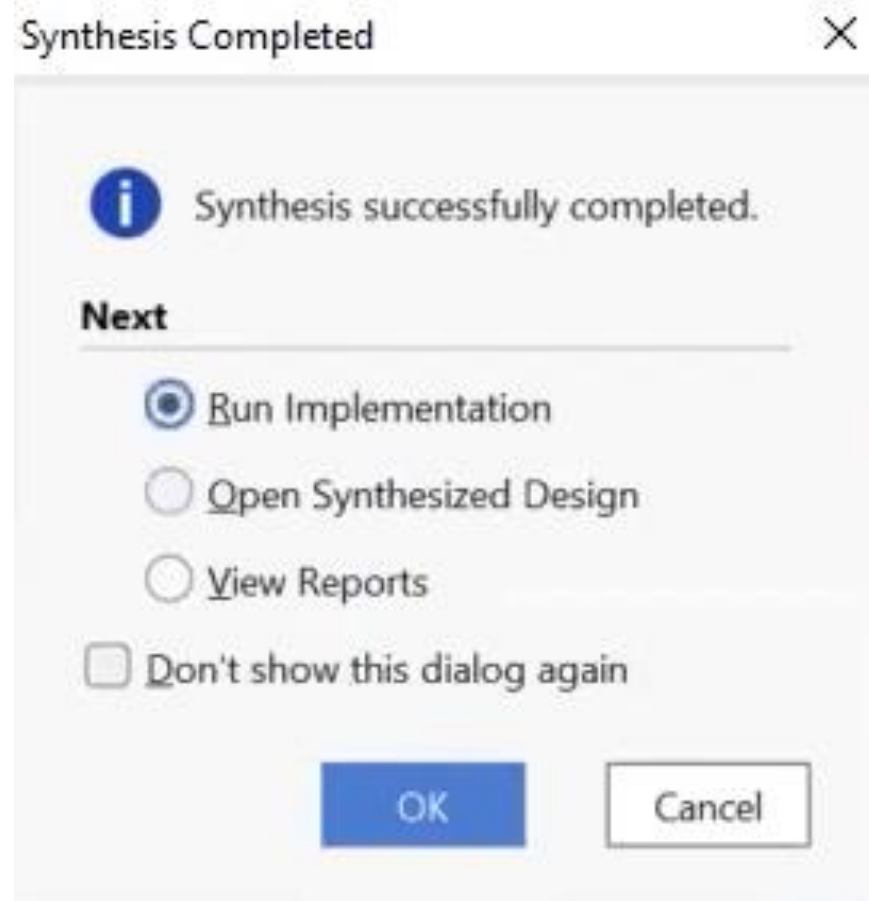 Synthesis Completed
Synthesis successfully completed.
Next
Run Implementation
Open Synthesized Design
View Reports
Don't show this dialog again
OK
Cancel